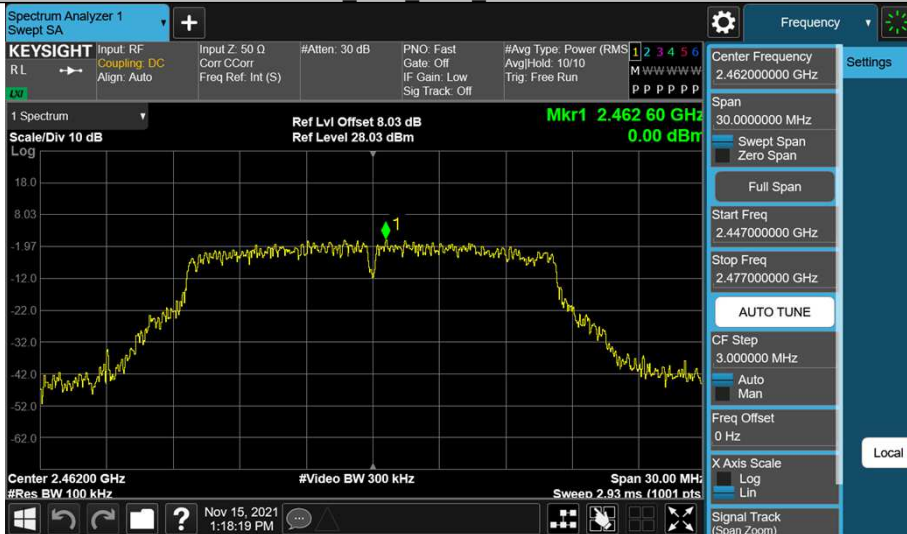 Spectrum Analyzer 1
Swept SA
Frequency
KEYSIGHT
RL
LXI
Input: RF
Coupling: DC
Align: Auto
Input Z: 50 Ω
Corr CCorr
Freq Ref: Int (S)
#Atten: 30 dB
PNO: Fast
Gate: Off
IF Gain: Low
Sig Track: Off
#Avg Type: Power (RMS
Avg|Hold: 10/10
Trig: Free Run
1 2 3 4 5 6
M W W W W W
P P P P P P
1 Spectrum
Scale/Div 10 dB
Log
Ref Lvl Offset 8.03 dB
Ref Level 28.03 dBm
Mkr1 2.462 60 GHz
0.00 dBm
18.0
8.03
-1.97
-12.0
-22.0
-32.0
-42.0
-52.0
-62.0
1
Center 2.46200 GHz
#Res BW 100 kHz
#Video BW 300 kHz
Span 30.00 MHz
Sweep 2.93 ms (1001 pts
Nov 15, 2021
1:18:19 PM
?
Center Frequency
2.462000000 GHz
Settings
Span
30.0000000 MHz
Swept Span
Zero Span
Full Span
Start Freq
2.447000000 GHz
Stop Freq
2.477000000 GHz
AUTO TUNE
CF Step
3.000000 MHz
Auto
Man
Freq Offset
0 Hz
Local
X Axis Scale
Log
Lin
Signal Track
(Span Zoom)